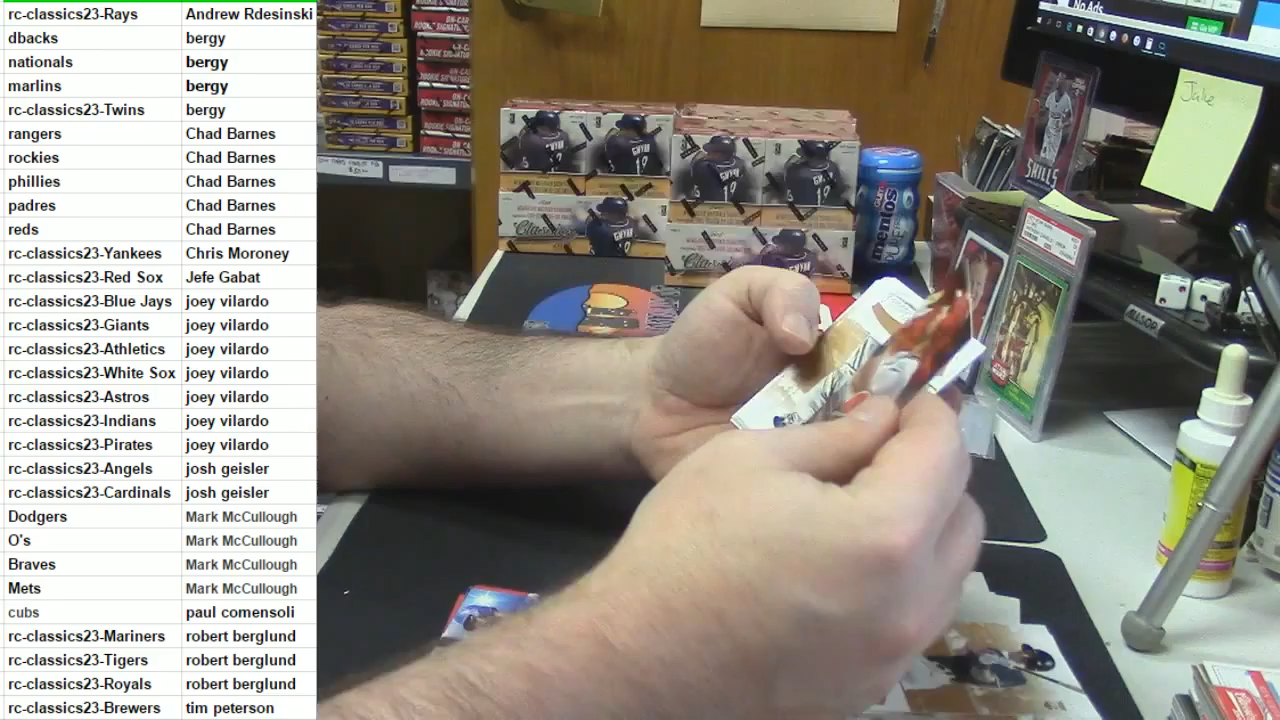 rc-classics23-Rays Andrew Rdesinski
dbacks bergy
nationals bergy
marlins bergy
rc-classics23-Twins bergy
rangers Chad Barnes
rockies Chad Barnes
phillies Chad Barnes
padres Chad Barnes
reds Chad Barnes
rc-classics23-Yankees Chris Moroney
rc-classics23-Red Sox Jefe Gabat
rc-classics23-Blue Jays joey vilardo
rc-classics23-Giants joey vilardo
rc-classics23-Athletics joey vilardo
rc-classics23-White Sox joey vilardo
rc-classics23-Astros joey vilardo
rc-classics23-Indians joey vilardo
rc-classics23-Pirates joey vilardo
rc-classics23-Angels josh geisler
rc-classics23-Cardinals josh geisler
Dodgers Mark McCullough
O's Mark McCullough
Braves Mark McCullough
Mets Mark McCullough
cubs paul comensoli
rc-classics23-Mariners robert berglund
rc-classics23-Tigers robert berglund
rc-classics23-Royals robert berglund
rc-classics23-Brewers tim peterson
No Ads
Jake
SKILLS
GWYNN
19
mentos
ALLSOP